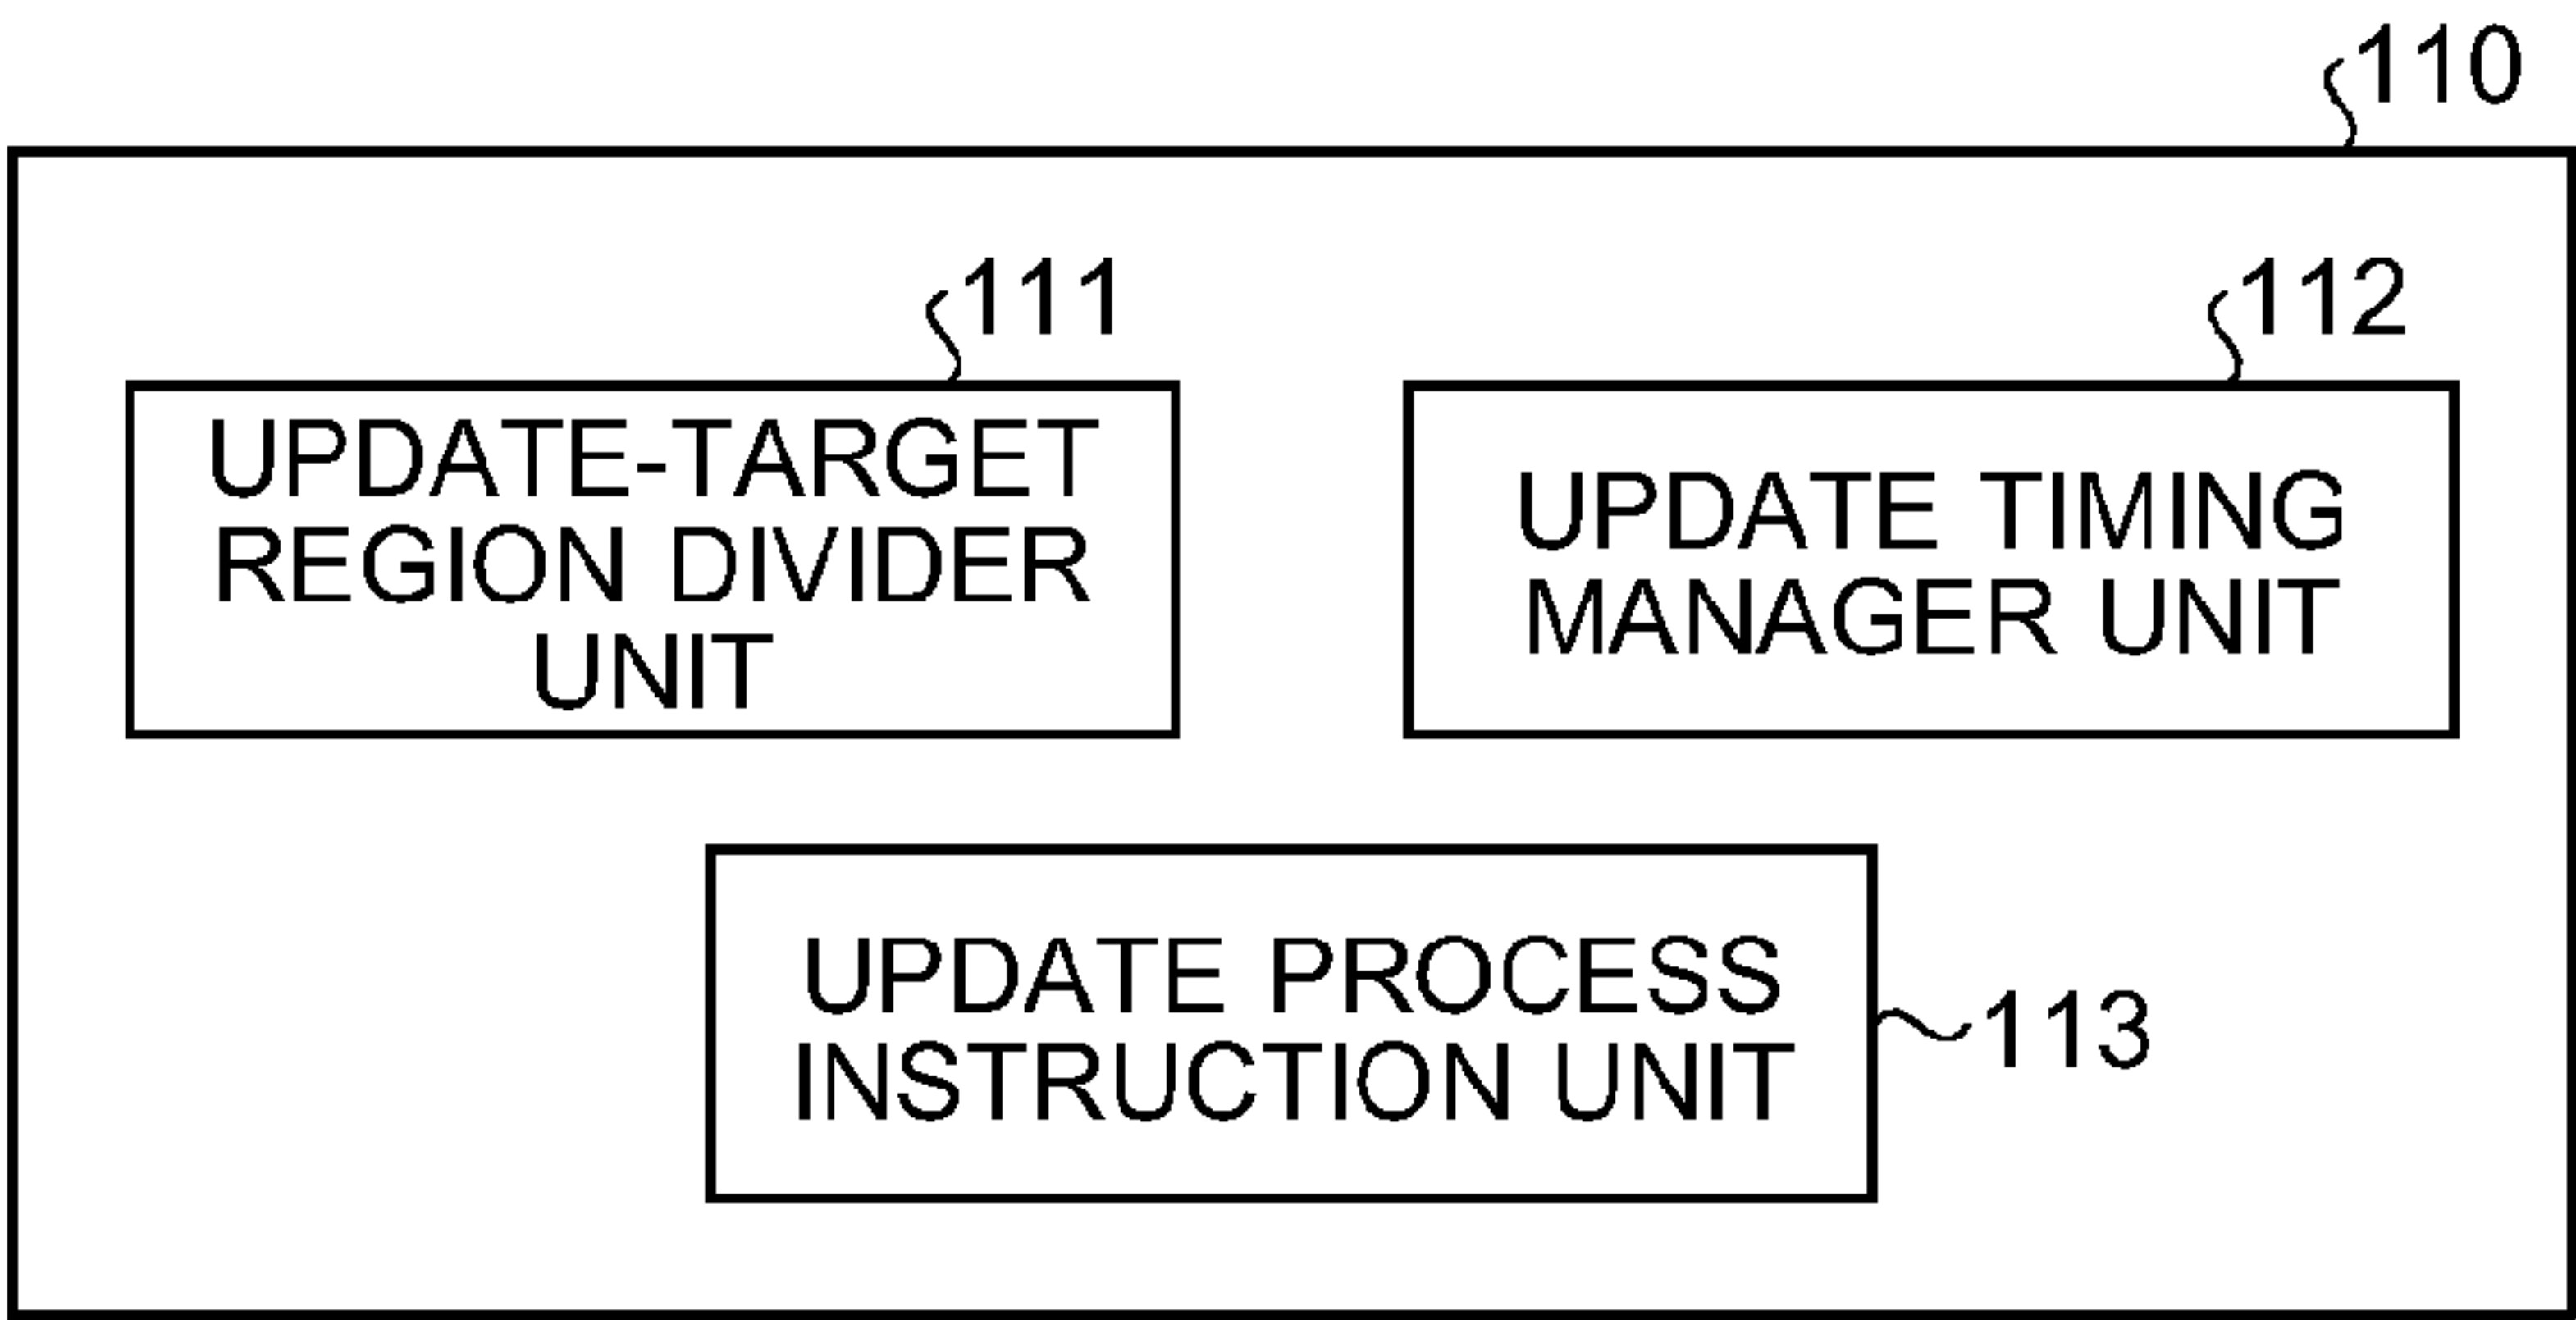 110
111
112
UPDATE-TARGET
REGION DIVIDER
UNIT
UPDATE TIMING
MANAGER UNIT
UPDATE PROCESS
INSTRUCTION UNIT
113